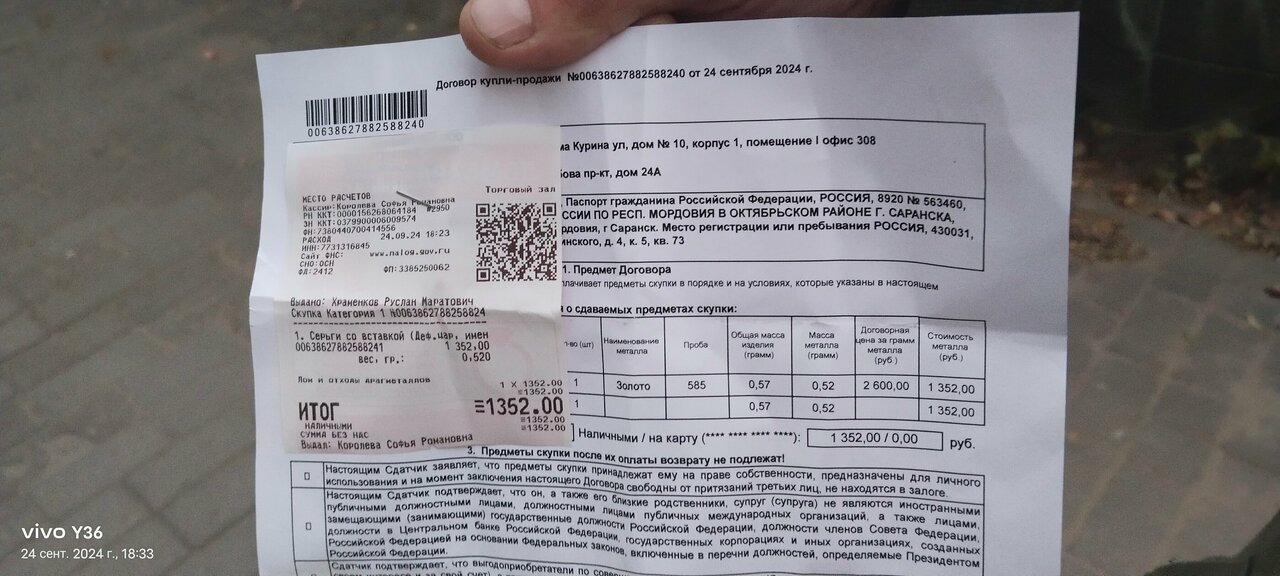 Договор купли-продажи №00638627882588240 от 24 сентября 2024 г.
00638627882588240
ма Курина ул, дом № 10, корпус 1, помещение I офис 308
бова пр-кт, дом 24А
Паспорт гражданина Российской Федерации, РОССИЯ, 8920 № 563460,
ССИИ ПО РЕСП. МОРДОВИЯ В ОКТЯБРЬСКОМ РАЙОНЕ Г. САРАНСКА,
рдовия, г Саранск. Место регистрации или пребывания РОССИЯ, 430031,
инского, д. 4, к. 5, кв. 73
Торговый зал
МЕСТО РАСЧЕТОВ
Кассир:Королева Софья Романовна
РН ККТ:0000156268064184 #2950
ЗН ККТ:0379900006009574
ФН:7380440700414556
РАСХОД 24.09.24 18:23
ИНН:7731316845
Сайт ФНС: www.nalog.gov.ru
СНО:ОСН
ФД:2412 ФП:3385250062
Выдано: Храненков Руслан Маратович
Скупка Категория 1 N0063862788258824
1. Серьги со вставкой (Деф.цар, имен
00638627882588241 1 352,00
вес, гр.: 0,520
Лом и отходы драгметаллов
1 X 1352.00
≡1352.00
ИТОГ ≡1352.00
НАЛИЧНЫМИ ≡1352.00
СУММА БЕЗ НДС ≡1352.00
Выдал: Королева Софья Романовна
1. Предмет Договора
плачивает предметы скупки в порядке и на условиях, которые указаны в настоящем
о сдаваемых предметах скупки:
л-во (шт) Наименование металла Проба Общая масса изделия (грамм) Масса металла (грамм) Договорная цена за грамм металла (руб.) Стоимость металла (руб.)
1 Золото 585 0,57 0,52 2 600,00 1 352,00
1 0,57 0,52 1 352,00
Наличными / на карту (**** **** **** ****): 1 352,00 / 0,00 руб.
3. Предметы скупки после их оплаты возврату не подлежат!
Настоящим Сдатчик заявляет, что предметы скупки принадлежат ему на праве собственности, предназначены для личного
использования и на момент заключения настоящего Договора свободны от притязаний третьих лиц, не находятся в залоге.
Настоящим Сдатчик подтверждает, что он, а также его близкие родственники, супруг (супруга) не являются иностранными
публичными должностными лицами, должностными лицами публичных международных организаций, а также лицами,
замещающими (занимающими) государственные должности Российской Федерации, должности членов Совета Федерации,
должности в Центральном банке Российской Федерации, государственных корпорациях и иных организациях, созданных
Российской Федерацией на основании Федеральных законов, включенные в перечни должностей, определяемые Президентом
Российской Федерации.
Сдатчик подтверждает, что выгодоприобретатели по
vivo Y36
24 сент. 2024 г., 18:33